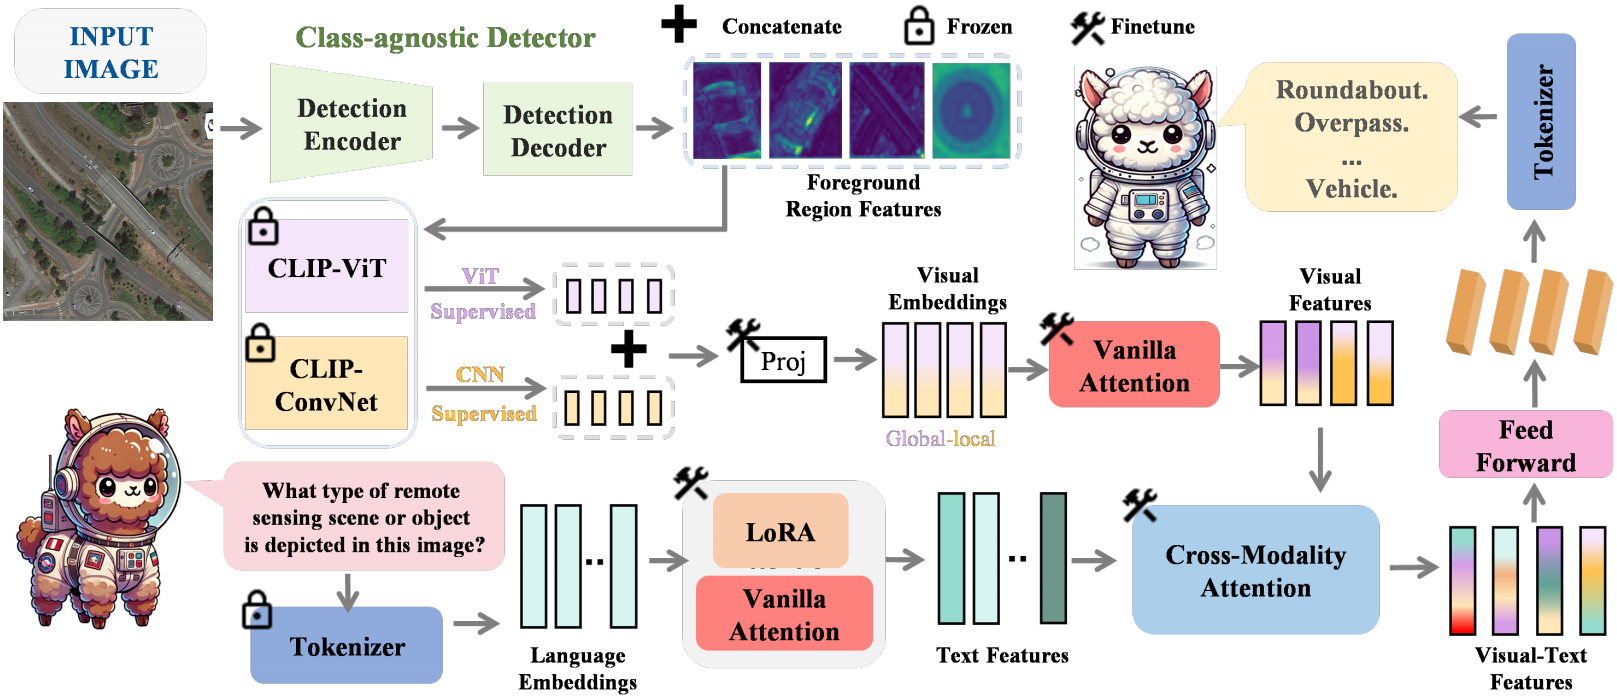 INPUT
IMAGE
Class-agnostic Detector
Concatenate
Frozen
Finetune
Detection
Encoder
Detection
Decoder
Foreground
Region Features
Roundabout.
Overpass.
...
Vehicle.
Tokenizer
CLIP-ViT
ViT
Supervised
CLIP-
ConvNet
CNN
Supervised
Proj
Visual
Embeddings
Global-local
Vanilla
Attention
Visual
Features
Feed
Forward
What type of remote
sensing scene or object
is depicted in this image?
Tokenizer
Language
Embeddings
LoRA
Vanilla
Attention
Text Features
Cross-Modality
Attention
Visual-Text
Features